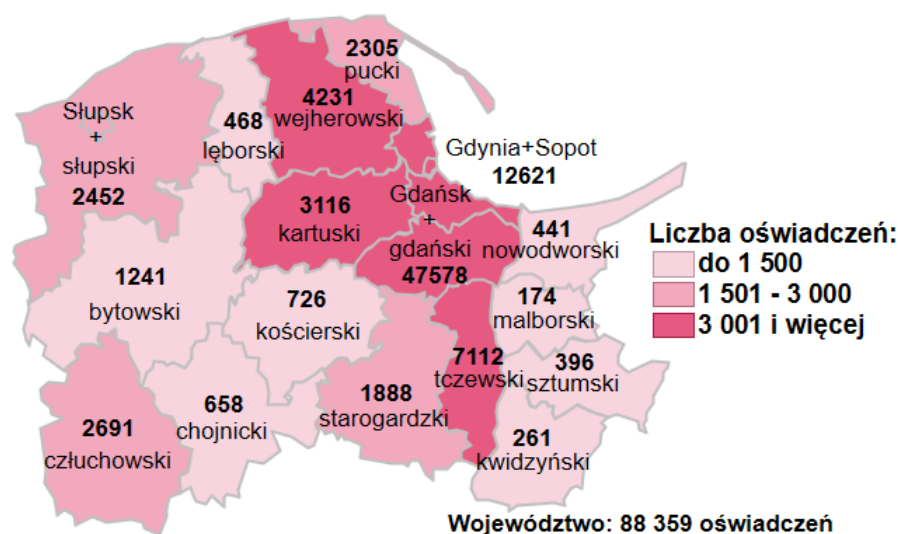 2305
pucki
4231
wejherowski
Słupsk
+
słupski
2452
468
lęborski
Gdynia+Sopot
12621
3116
kartuski
Gdańsk
+
gdański
47578
441
nowodworski
Liczba oświadczeń:
do 1 500
1 501 - 3 000
3 001 i więcej
1241
bytowski
726
kościerski
174
malborski
7112
tczewski
396
sztumski
1888
starogardzki
658
chojnicki
2691
człuchowski
261
kwidzyński
Województwo: 88 359 oświadczeń